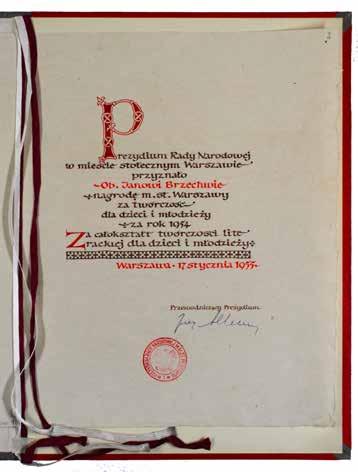 Prezydium Rady Narodowej
w mieście stołecznym Warszawie
przyznało
Ob. Janowi Brzechwie
nagrodę m. st. Warszawy
za twórczość
dla dzieci i młodzieży
za rok 1954
Za całokształt twórczości lite
rackiej dla dzieci i młodzieży
Warszawa · 17 stycznia 1955 ·
Przewodniczący Prezydium